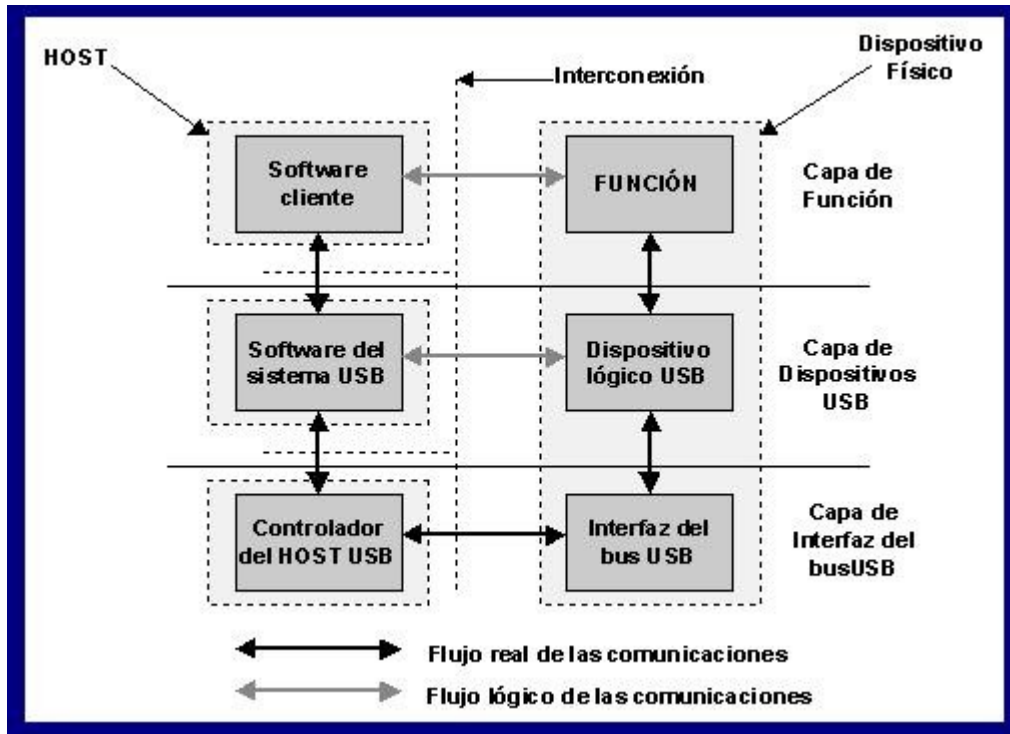 HOST
Dispositivo
Físico
Interconexión
Software
cliente
FUNCIÓN
Capa de
Función
Software del
sistema USB
Dispositivo
lógico USB
Capa de
Dispositivos
USB
Controlador
del HOST USB
Interfaz del
bus USB
Capa de
Interfaz del
busUSB
Flujo real de las comunicaciones
Flujo lógico de las comunicaciones